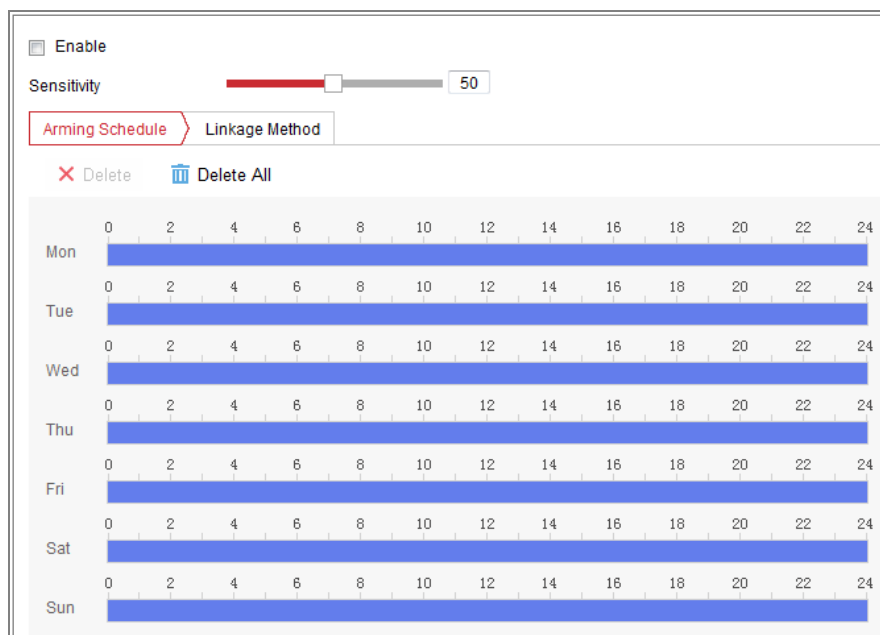 Enable
Sensitivity 50
Arming Schedule Linkage Method
Delete Delete All
0 2 4 6 8 10 12 14 16 18 20 22 24
Mon
0 2 4 6 8 10 12 14 16 18 20 22 24
Tue
0 2 4 6 8 10 12 14 16 18 20 22 24
Wed
0 2 4 6 8 10 12 14 16 18 20 22 24
Thu
0 2 4 6 8 10 12 14 16 18 20 22 24
Fri
0 2 4 6 8 10 12 14 16 18 20 22 24
Sat
0 2 4 6 8 10 12 14 16 18 20 22 24
Sun